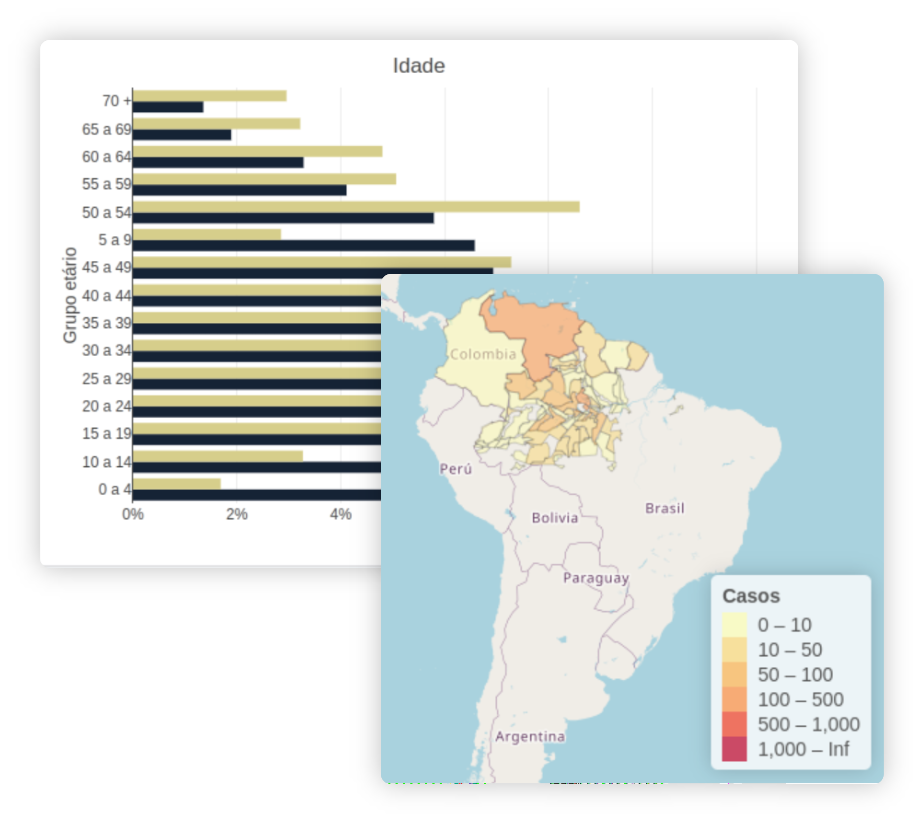 Idade
Grupo etário
70 +
65 a 69
60 a 64
55 a 59
50 a 54
5 a 9
45 a 49
40 a 44
35 a 39
30 a 34
25 a 29
20 a 24
15 a 19
10 a 14
0 a 4
0% 2% 4%
Colombia
Perú
Brasil
Bolivia
Paraguay
Argentina
Casos
0 – 10
10 – 50
50 – 100
100 – 500
500 – 1,000
1,000 – Inf